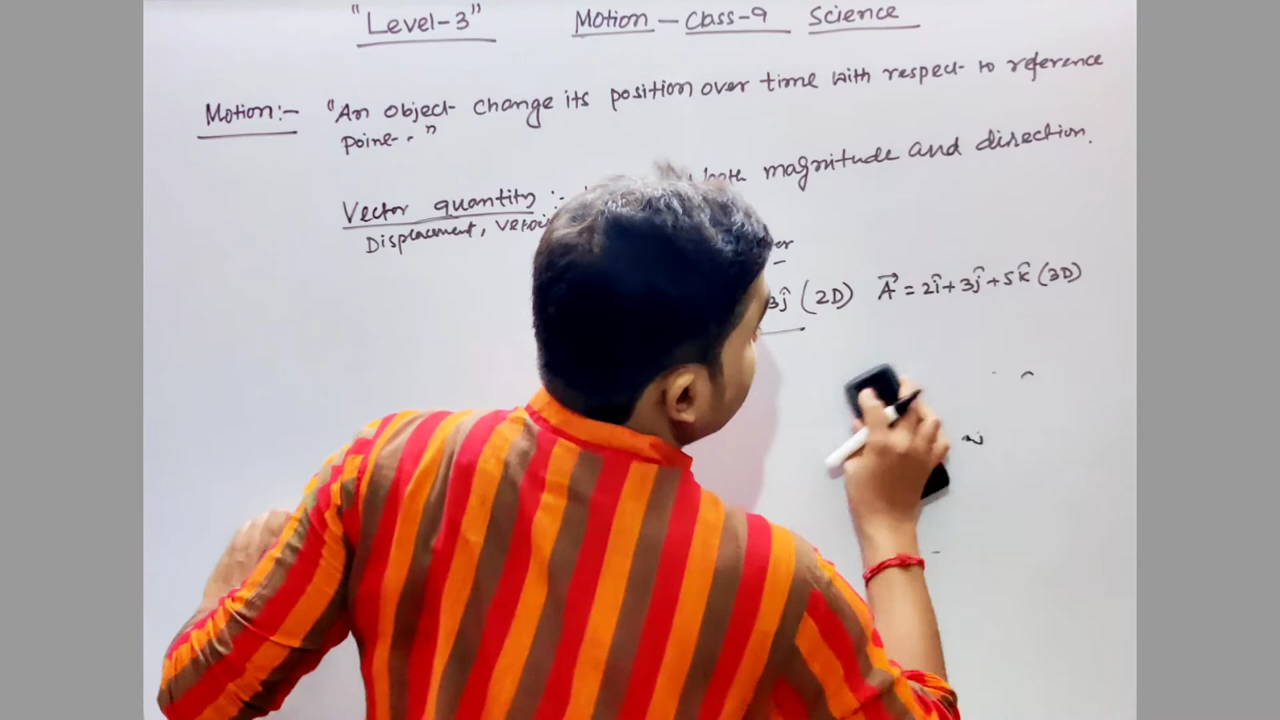 "Level-3" Motion - Class-9 Science
Motion:- "An object change its position over time with respect to reference
point."
Vector quantity :- both magnitude and direction.
Displacement,
3ĵ (2D) A⃗ = 2î+3ĵ+5k̂ (3D)